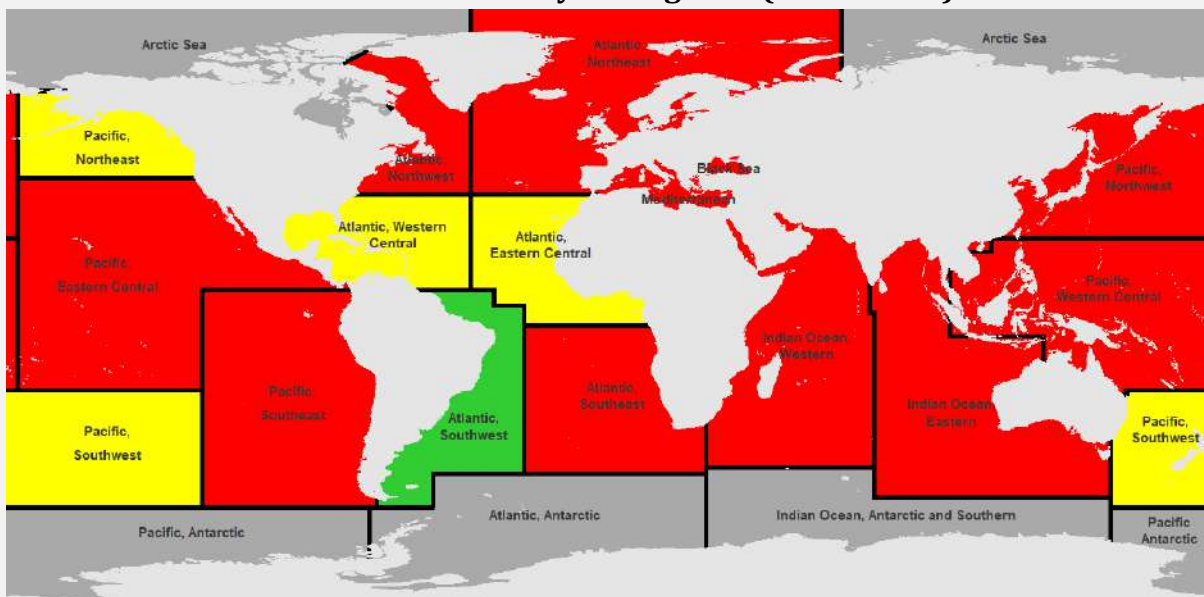 Arctic Sea
Atlantic
Northeast
Arctic Sea
Pacific,
Northeast
Atlantic,
Northwest
Black Sea
Mediterranean
Pacific,
Northwest
Atlantic, Western
Central
Atlantic,
Eastern Central
Pacific,
Eastern Central
Pacific,
Western Central
Indian Ocean,
Western
Pacific,
Southeast
Atlantic,
Southwest
Atlantic,
Southeast
Indian Ocean,
Eastern
Pacific,
Southwest
Pacific,
Southwest
Pacific, Antarctic
Atlantic, Antarctic
Indian Ocean, Antarctic and Southern
Pacific
Antarctic